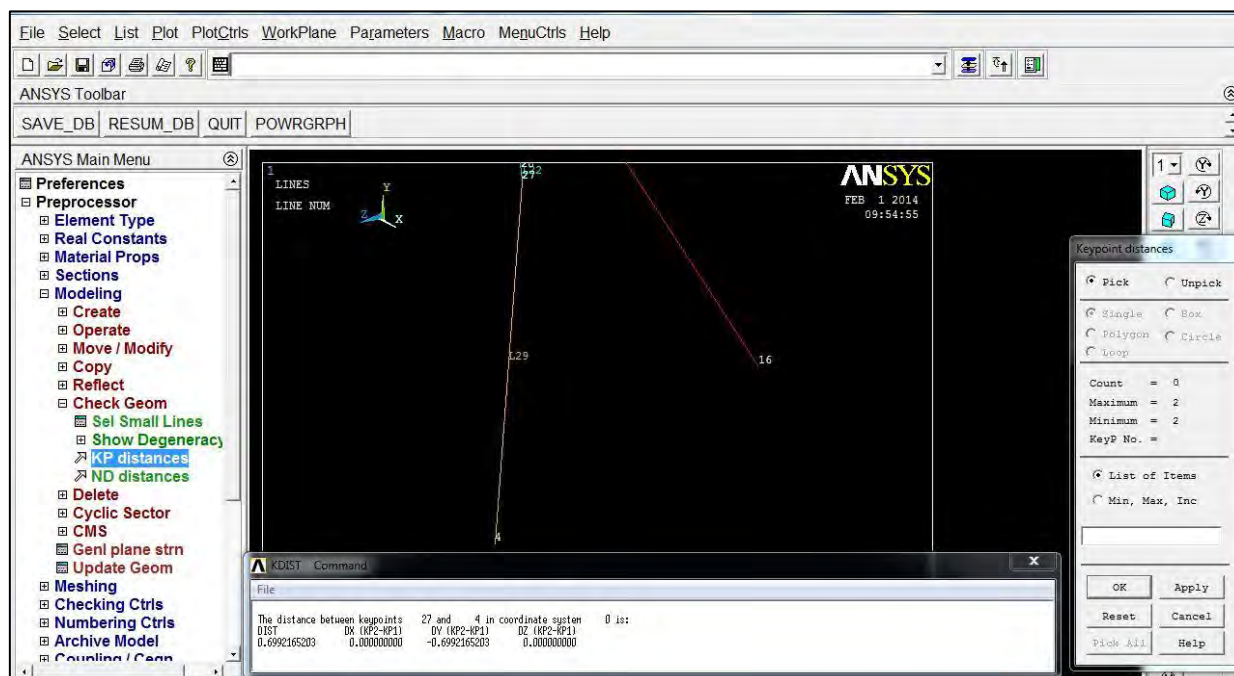 File Select List Plot PlotCtrls WorkPlane Parameters Macro MenuCtrls Help
ANSYS Toolbar
SAVE_DB RESUM_DB QUIT POWRGRPH
ANSYS Main Menu
Preferences
Preprocessor
Element Type
Real Constants
Material Props
Sections
Modeling
Create
Operate
Move / Modify
Copy
Reflect
Check Geom
Sel Small Lines
Show Degeneracy
KP distances
ND distances
Delete
Cyclic Sector
CMS
Genl plane strn
Update Geom
Meshing
Checking Ctrls
Numbering Ctrls
Archive Model
Coupling / Ceqn
1
LINES
LINE NUM
Y
Z
X
27
L29
4
16
ANSYS
FEB 1 2014
09:54:55
1
Keypoint distances
Pick Unpick
Single Box
Polygon Circle
Loop
Count = 0
Maximum = 2
Minimum = 2
KeyP No. =
List of Items
Min, Max, Inc
OK Apply
Reset Cancel
Pick All Help
KDIST Command
File
The distance between keypoints 27 and 4 in coordinate system 0 is:
DIST DX (KP2-KP1) DY (KP2-KP1) DZ (KP2-KP1)
0.6992165203 0.000000000 -0.6992165203 0.000000000